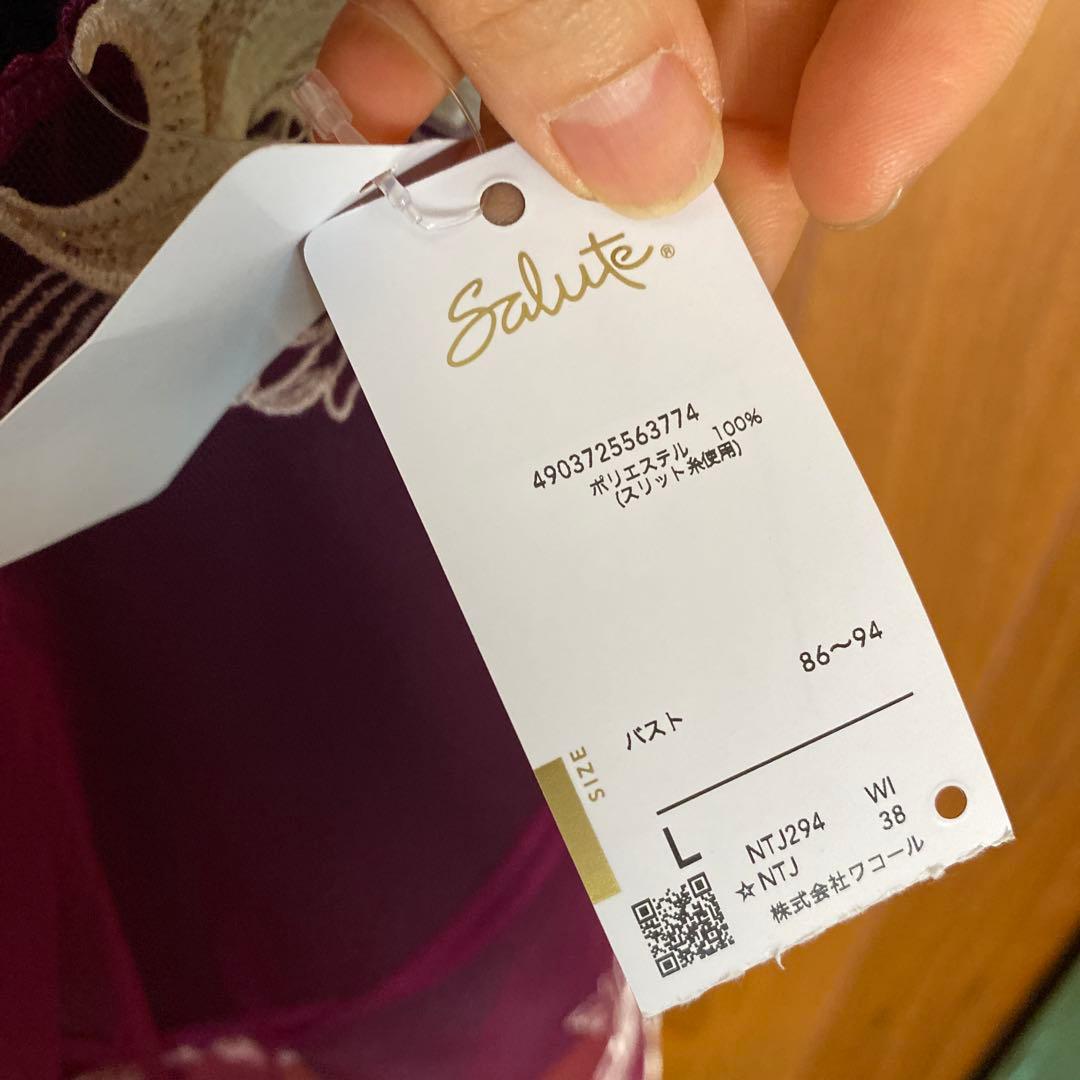 Salute®
4903725563774
ポリエステル 100%
(スリット糸使用)
バスト 86〜94
SIZE
L
NTJ294 WI
☆NTJ 38
株式会社ワコール